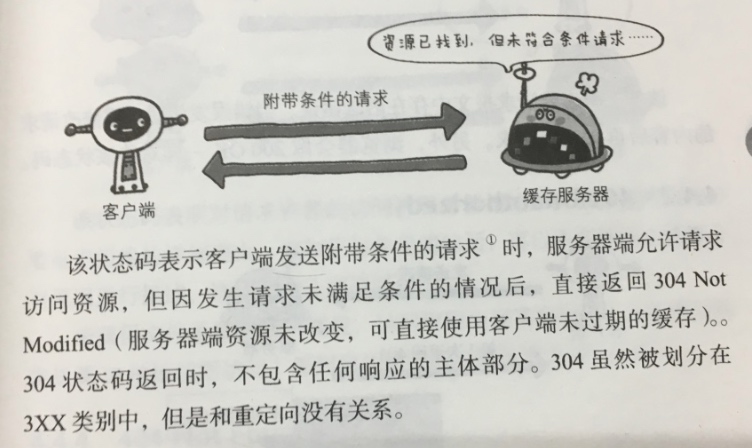 资源已找到，但未符合条件请求……
附带条件的请求
客户端
缓存服务器
该状态码表示客户端发送附带条件的请求①时，服务器端允许请求
访问资源，但因发生请求未满足条件的情况后，直接返回 304 Not
Modified（服务器端资源未改变，可直接使用客户端未过期的缓存）。。
304 状态码返回时，不包含任何响应的主体部分。304 虽然被划分在
3XX 类别中，但是和重定向没有关系。